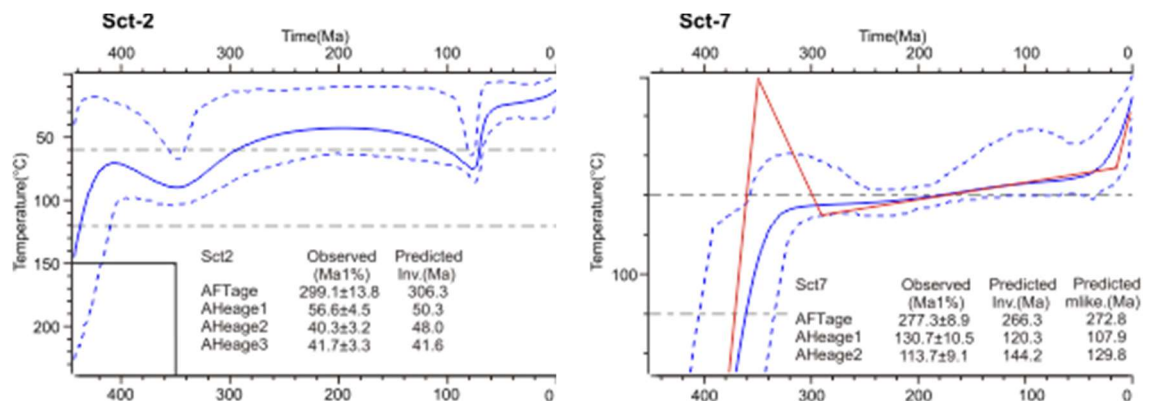 Sct-2
Time(Ma)
400 300 200 100 0
50
100
150
200
Temperature(°C)
Sct2 Observed Predicted
(Ma1%) Inv.(Ma)
AFTage 299.1±13.8 306.3
AHeage1 56.6±4.5 50.3
AHeage2 40.3±3.2 48.0
AHeage3 41.7±3.3 41.6
400 300 200 100 0
Sct-7
Time(Ma)
400 300 200 100 0
100
Temperature(°C)
Sct7 Observed Predicted Predicted
(Ma1%) Inv.(Ma) mlike.(Ma)
AFTage 277.3±8.9 266.3 272.8
AHeage1 130.7±10.5 120.3 107.9
AHeage2 113.7±9.1 144.2 129.8
400 300 200 100 0